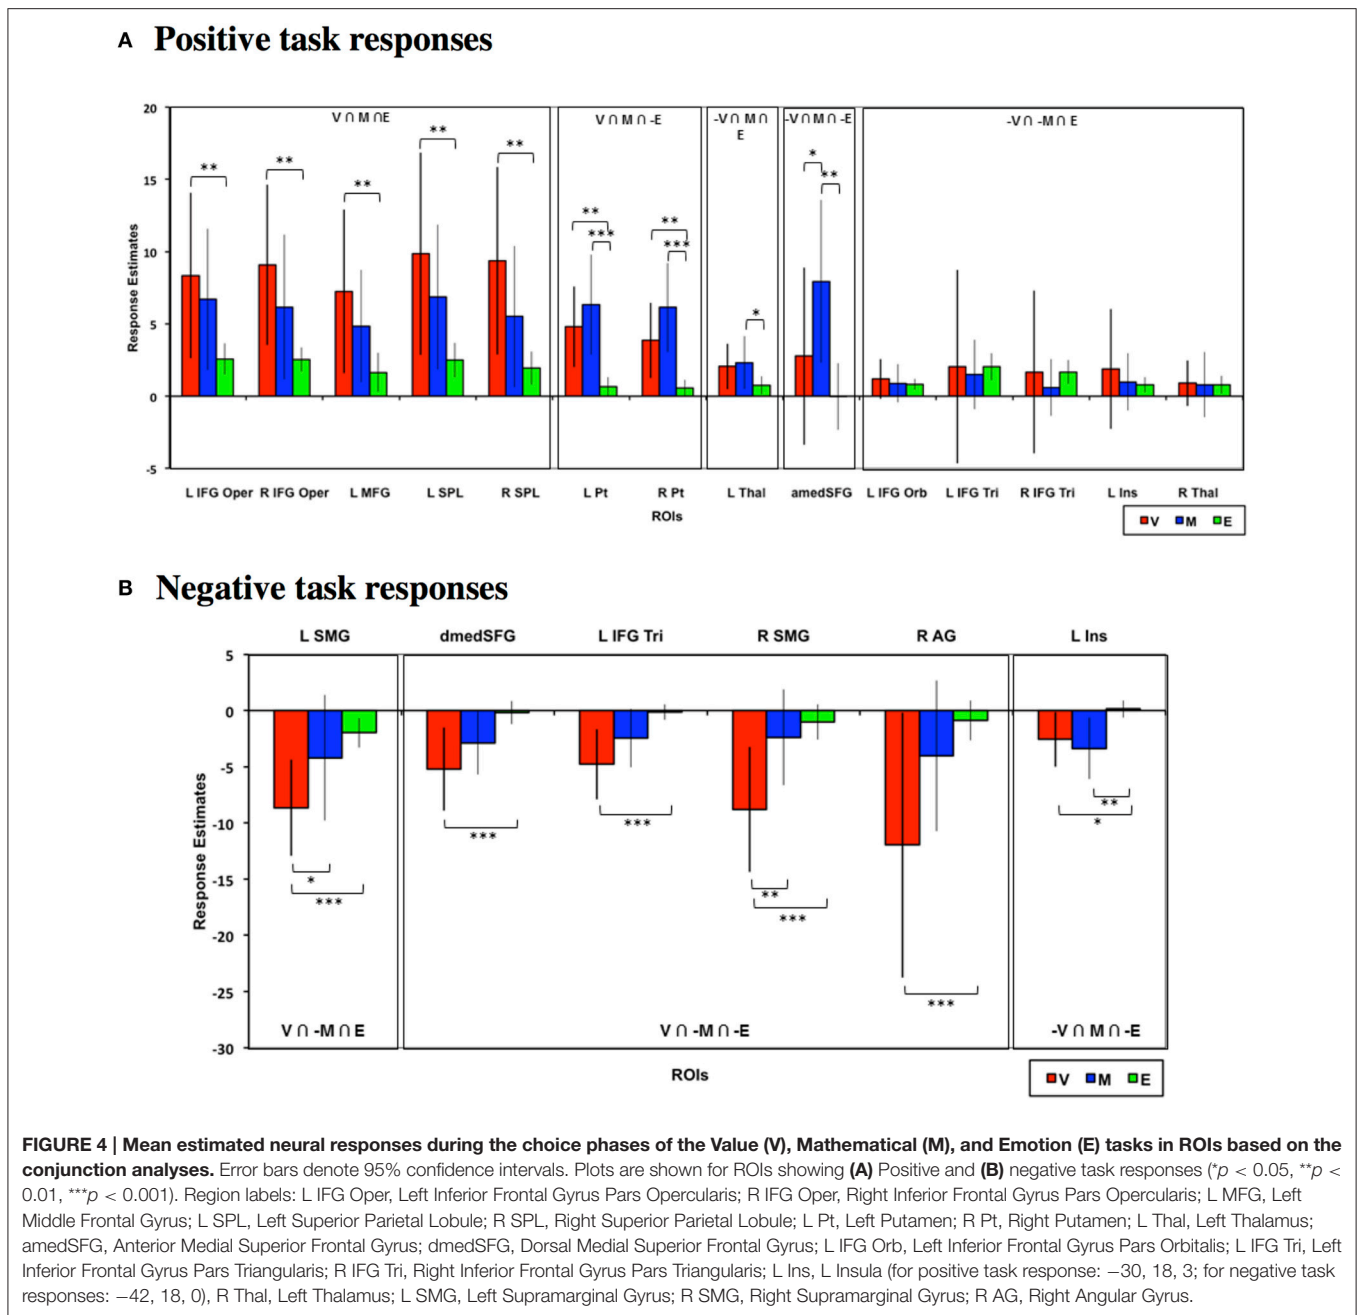 A Positive task responses
20
15
10
5
0
-5
Response Estimates
V ∩ M ∩E
V ∩ M ∩ -E
-V ∩ M ∩
E
-V ∩ M ∩ -E
-V ∩ -M ∩ E
**
**
**
**
**
**
***
**
***
*
*
**
L IFG Oper R IFG Oper L MFG L SPL R SPL L Pt R Pt L Thal amedSFG L IFG Orb L IFG Tri R IFG Tri L Ins R Thal
ROIs
V M E
B Negative task responses
L SMG dmedSFG L IFG Tri R SMG R AG L Ins
5
0
-5
-10
-15
-20
-25
-30
Response Estimates
*
***
***
***
**
***
***
**
*
V ∩ -M ∩ E
V ∩ -M ∩ -E
-V ∩ M ∩ -E
ROIs
V M E
FIGURE 4 | Mean estimated neural responses during the choice phases of the Value (V), Mathematical (M), and Emotion (E) tasks in ROIs based on the
conjunction analyses. Error bars denote 95% confidence intervals. Plots are shown for ROIs showing (A) Positive and (B) negative task responses (*p < 0.05, **p <
0.01, ***p < 0.001). Region labels: L IFG Oper, Left Inferior Frontal Gyrus Pars Opercularis; R IFG Oper, Right Inferior Frontal Gyrus Pars Opercularis; L MFG, Left
Middle Frontal Gyrus; L SPL, Left Superior Parietal Lobule; R SPL, Right Superior Parietal Lobule; L Pt, Left Putamen; R Pt, Right Putamen; L Thal, Left Thalamus;
amedSFG, Anterior Medial Superior Frontal Gyrus; dmedSFG, Dorsal Medial Superior Frontal Gyrus; L IFG Orb, Left Inferior Frontal Gyrus Pars Orbitalis; L IFG Tri, Left
Inferior Frontal Gyrus Pars Triangularis; R IFG Tri, Right Inferior Frontal Gyrus Pars Triangularis; L Ins, L Insula (for positive task response: −30, 18, 3; for negative task
responses: −42, 18, 0), R Thal, Left Thalamus; L SMG, Left Supramarginal Gyrus; R SMG, Right Supramarginal Gyrus; R AG, Right Angular Gyrus.